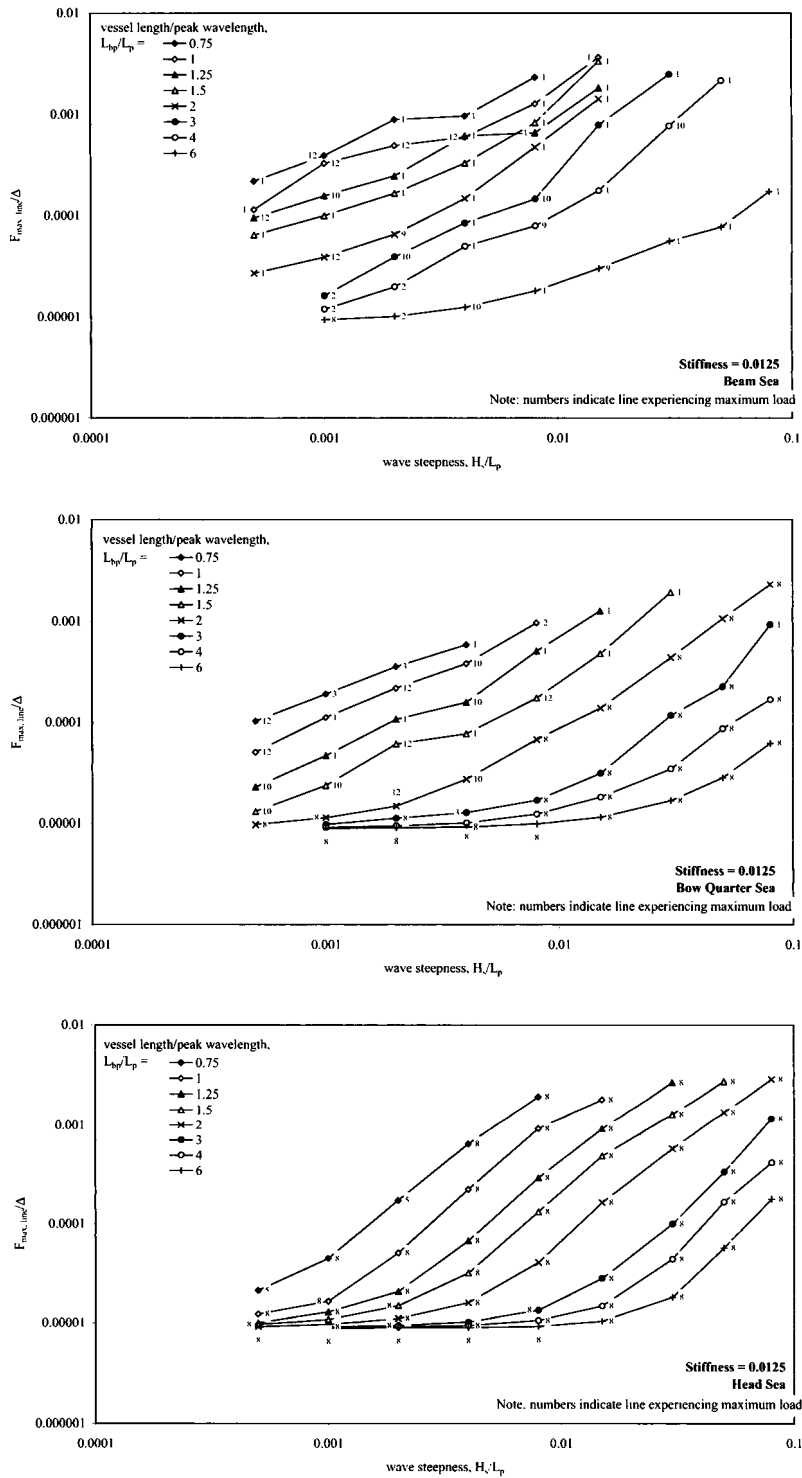 0.01
vessel length/peak wavelength,
Lbp/Lp =
0.75
1
1.25
1.5
2
3
4
6
0.001
0.0001
0.00001
0.000001
Fmax, line/Δ
Stiffness = 0.0125
Beam Sea
Note: numbers indicate line experiencing maximum load
0.0001 0.001 0.01 0.1
wave steepness, Hs/Lp
0.01
vessel length/peak wavelength,
Lbp/Lp =
0.75
1
1.25
1.5
2
3
4
6
0.001
0.0001
0.00001
0.000001
Fmax, line/Δ
Stiffness = 0.0125
Bow Quarter Sea
Note: numbers indicate line experiencing maximum load
0.0001 0.001 0.01 0.1
wave steepness, Hs/Lp
0.01
vessel length/peak wavelength,
Lbp/Lp =
0.75
1
1.25
1.5
2
3
4
6
0.001
0.0001
0.00001
0.000001
Fmax, line/Δ
Stiffness = 0.0125
Head Sea
Note. numbers indicate line experiencing maximum load
0.0001 0.001 0.01 0.1
wave steepness, Hs/Lp